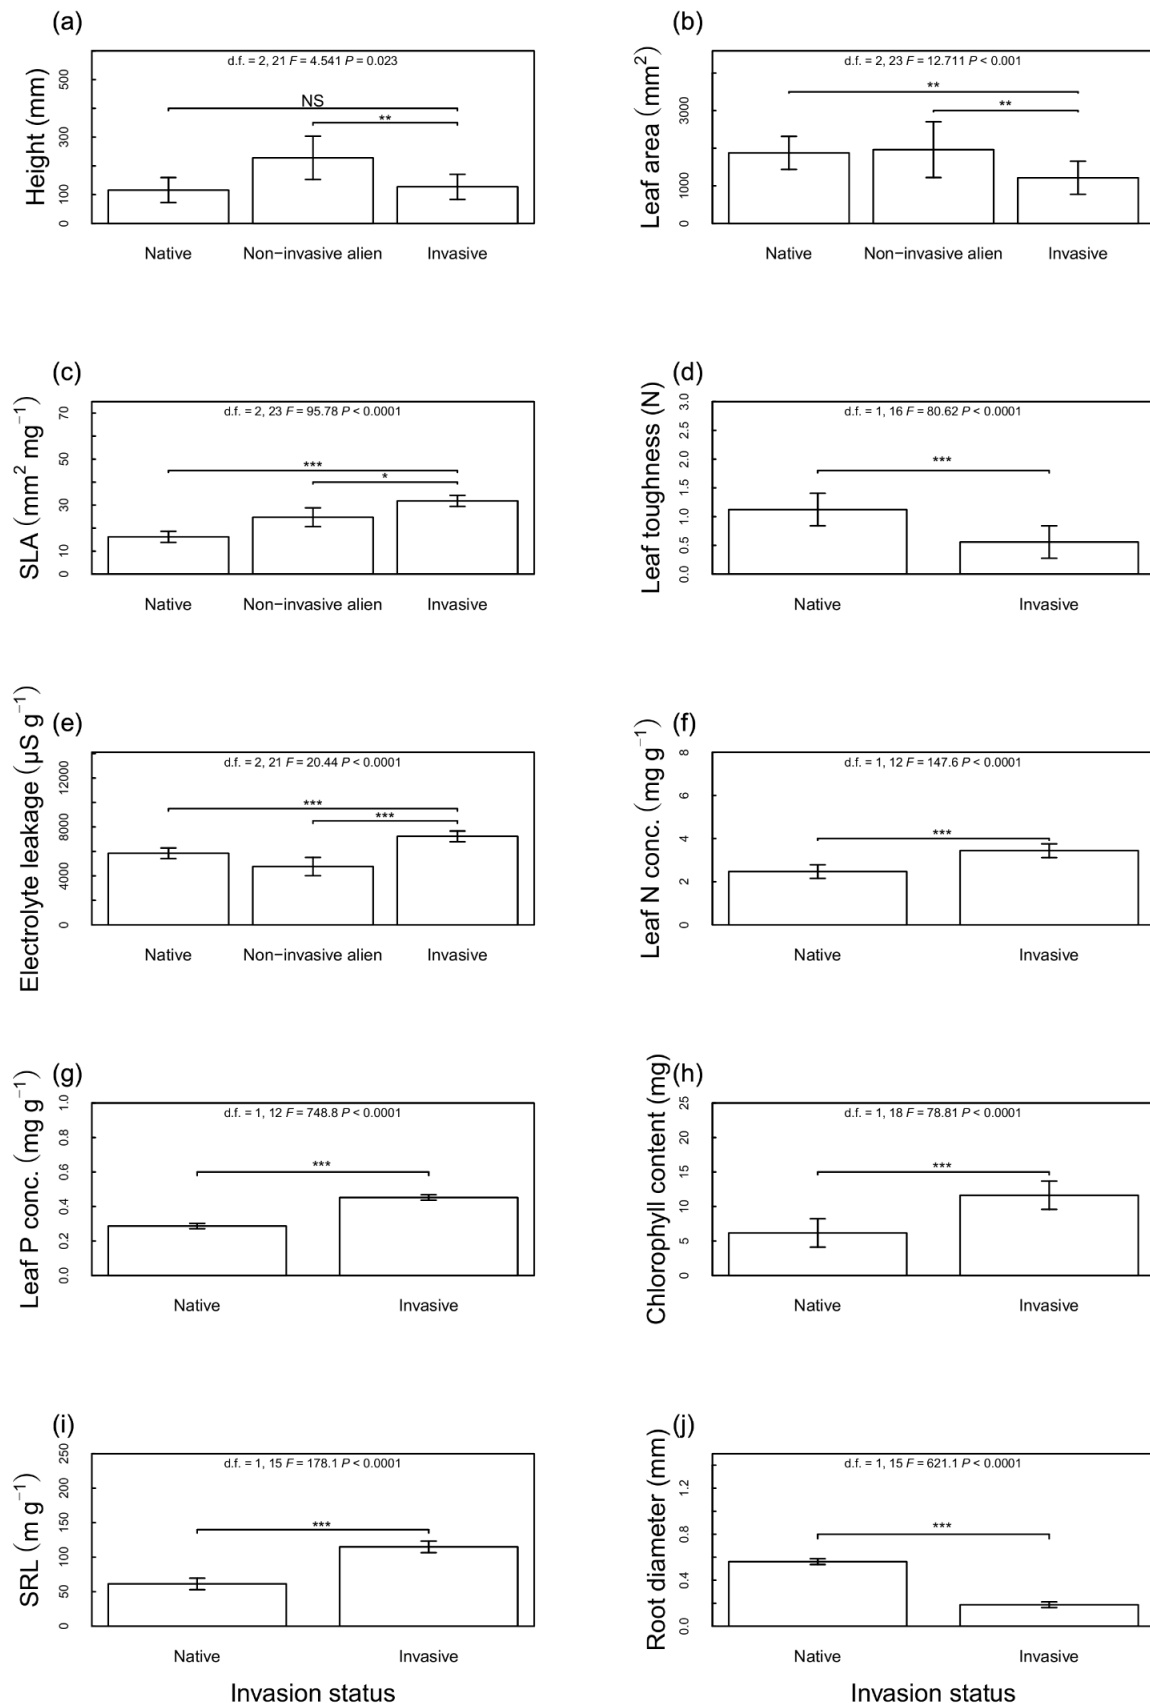 (a)
Height (mm)
0 100 300 500
d.f. = 2, 21 F = 4.541 P = 0.023
NS
**
Native Non−invasive alien Invasive
(b)
Leaf area (mm²)
0 1000 3000
d.f. = 2, 23 F = 12.711 P < 0.001
**
**
Native Non−invasive alien Invasive
(c)
SLA (mm² mg⁻¹)
0 10 30 50 70
d.f. = 2, 23 F = 95.78 P < 0.0001
***
*
Native Non−invasive alien Invasive
(d)
Leaf toughness (N)
0.0 0.5 1.0 1.5 2.0 2.5 3.0
d.f. = 1, 16 F = 80.62 P < 0.0001
***
Native Invasive
(e)
Electrolyte leakage (µS g⁻¹)
0 4000 8000 12000
d.f. = 2, 21 F = 20.44 P < 0.0001
***
***
Native Non−invasive alien Invasive
(f)
Leaf N conc. (mg g⁻¹)
0 2 4 6 8
d.f. = 1, 12 F = 147.6 P < 0.0001
***
Native Invasive
(g)
Leaf P conc. (mg g⁻¹)
0.0 0.2 0.4 0.6 0.8 1.0
d.f. = 1, 12 F = 748.8 P < 0.0001
***
Native Invasive
(h)
Chlorophyll content (mg)
0 5 10 15 20 25
d.f. = 1, 18 F = 78.81 P < 0.0001
***
Native Invasive
(i)
SRL (m g⁻¹)
0 50 100 150 200 250
d.f. = 1, 15 F = 178.1 P < 0.0001
***
Native Invasive
Invasion status
(j)
Root diameter (mm)
0.0 0.4 0.8 1.2
d.f. = 1, 15 F = 621.1 P < 0.0001
***
Native Invasive
Invasion status